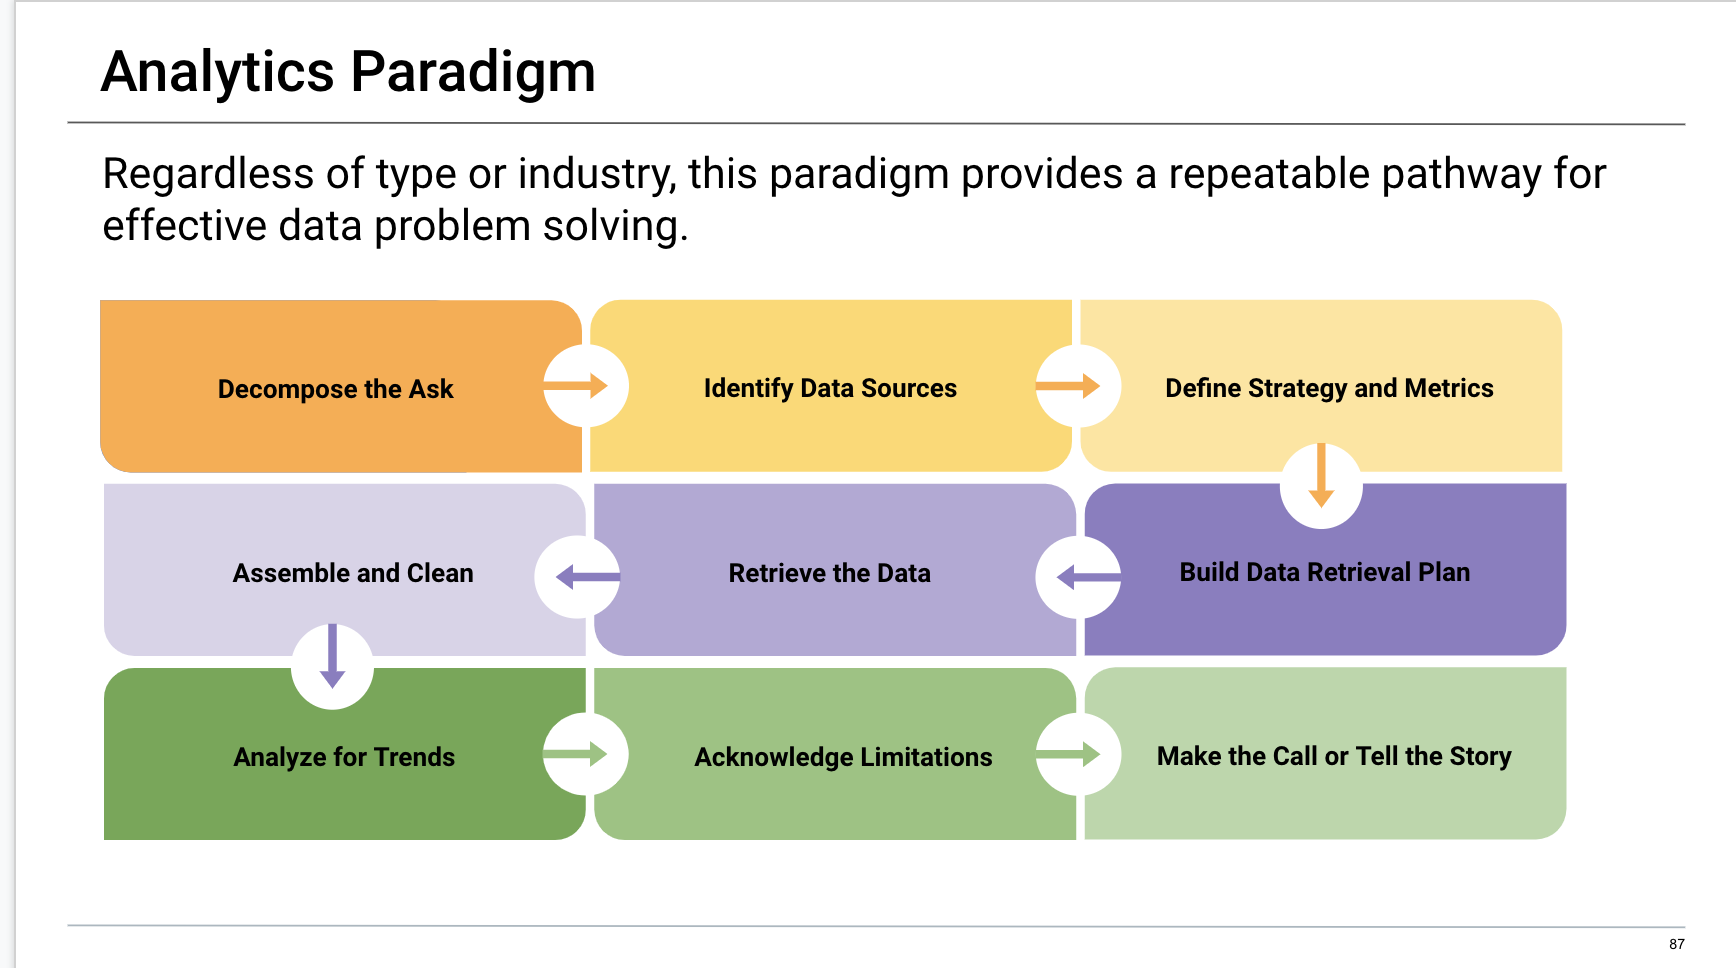 Analytics Paradigm
Regardless of type or industry, this paradigm provides a repeatable pathway for
effective data problem solving.
Decompose the Ask
Identify Data Sources
Define Strategy and Metrics
Assemble and Clean
Retrieve the Data
Build Data Retrieval Plan
Analyze for Trends
Acknowledge Limitations
Make the Call or Tell the Story
87